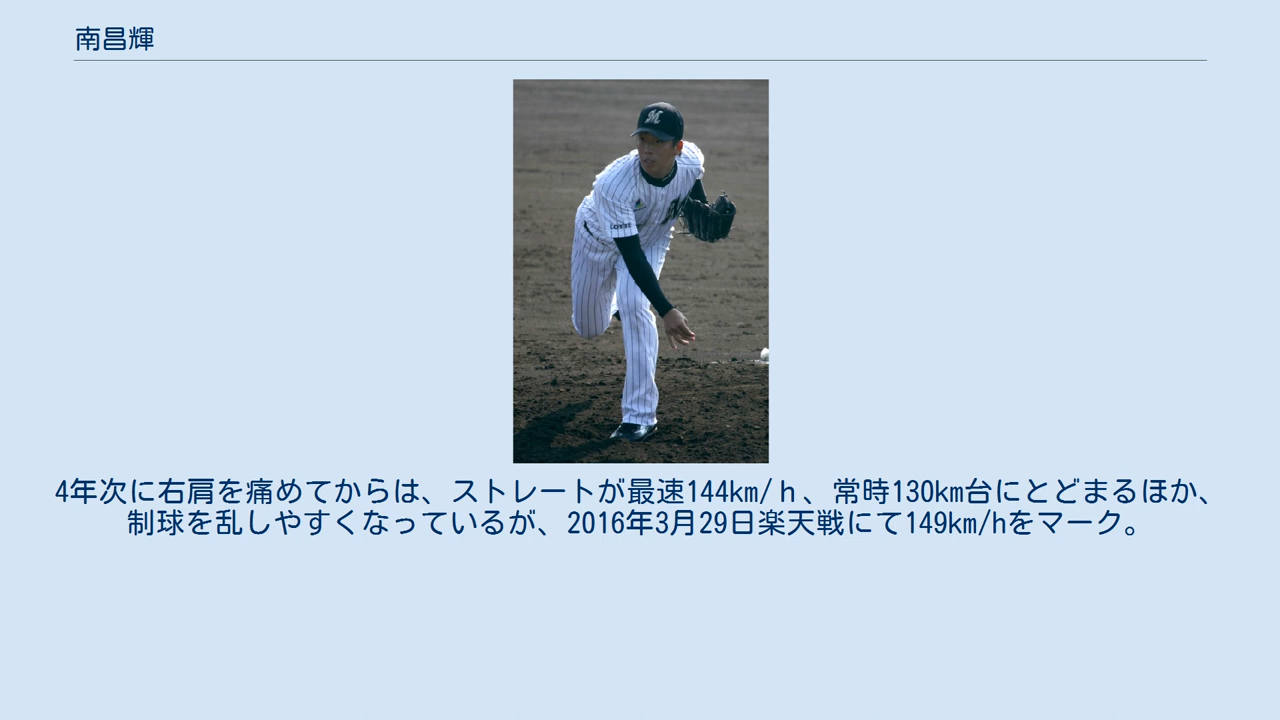 南昌輝
M
LOTTE
4年次に右肩を痛めてからは、ストレートが最速144km/ｈ、常時130km台にとどまるほか、
制球を乱しやすくなっているが、2016年3月29日楽天戦にて149km/hをマーク。